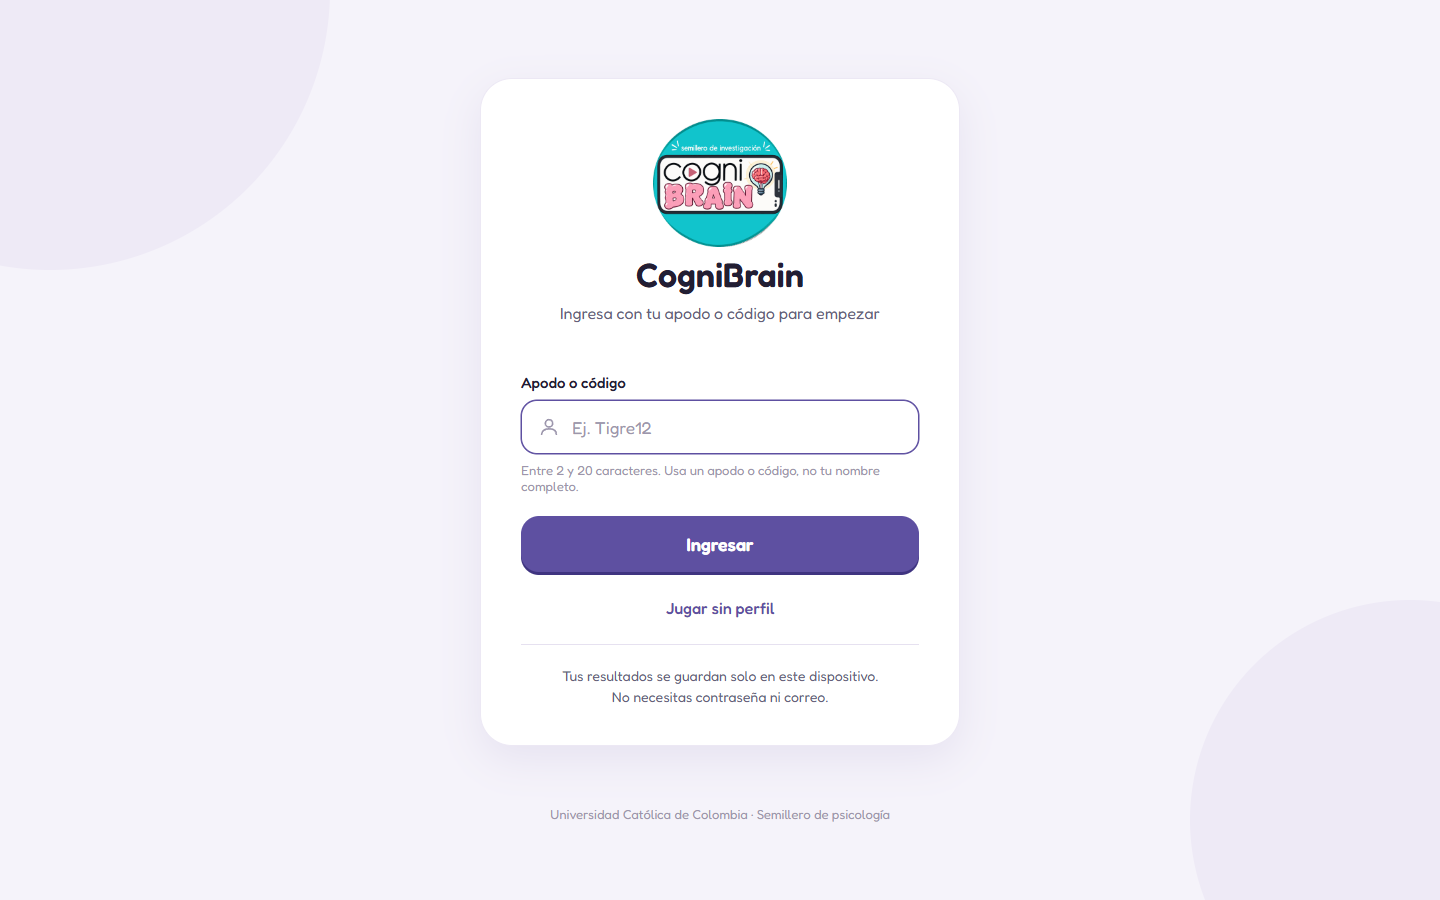 semillero de investigación
cogni
BRAIN
CogniBrain
Ingresa con tu apodo o código para empezar
Apodo o código
Ej. Tigre12
Entre 2 y 20 caracteres. Usa un apodo o código, no tu nombre
completo.
Ingresar
Jugar sin perfil
Tus resultados se guardan solo en este dispositivo.
No necesitas contraseña ni correo.
Universidad Católica de Colombia · Semillero de psicología